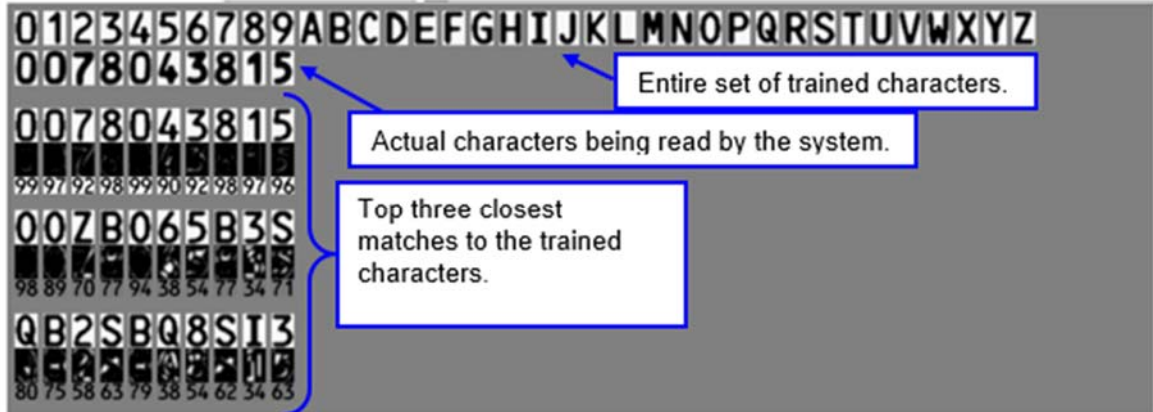 0123456789ABCDEFGHIJKLMNOPQRSTUVWXYZ
0078043815
Entire set of trained characters.
Actual characters being read by the system.
0078043815
99 97 92 98 99 90 92 98 97 96
Top three closest
matches to the trained
characters.
OOZBO65B3S
98 89 70 77 94 38 54 77 34 71
QB2SBQ8SI3
80 75 58 63 79 38 54 62 34 63